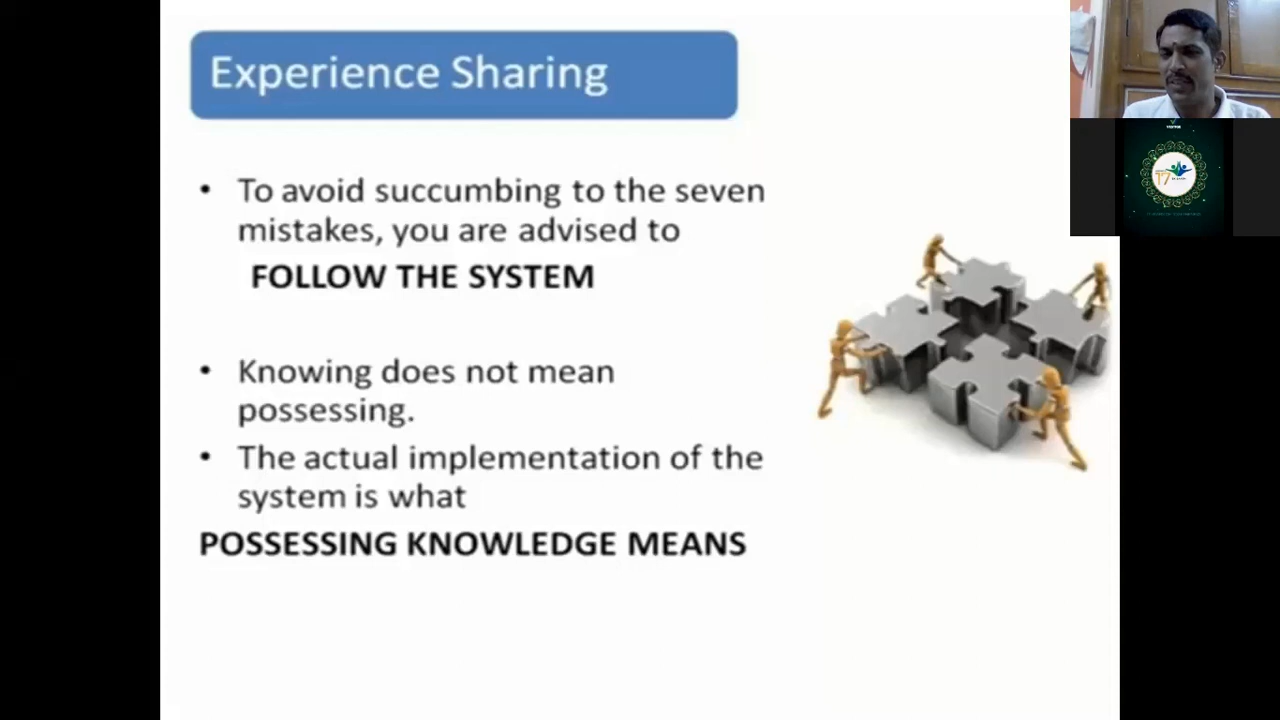 Experience Sharing
• To avoid succumbing to the seven
mistakes, you are advised to
FOLLOW THE SYSTEM
• Knowing does not mean
possessing.
• The actual implementation of the
system is what
POSSESSING KNOWLEDGE MEANS
17